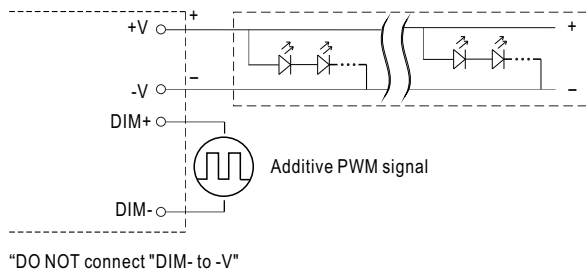 +V
+
-V
−
+
−
DIM+
Additive PWM signal
DIM-
“DO NOT connect "DIM- to -V"